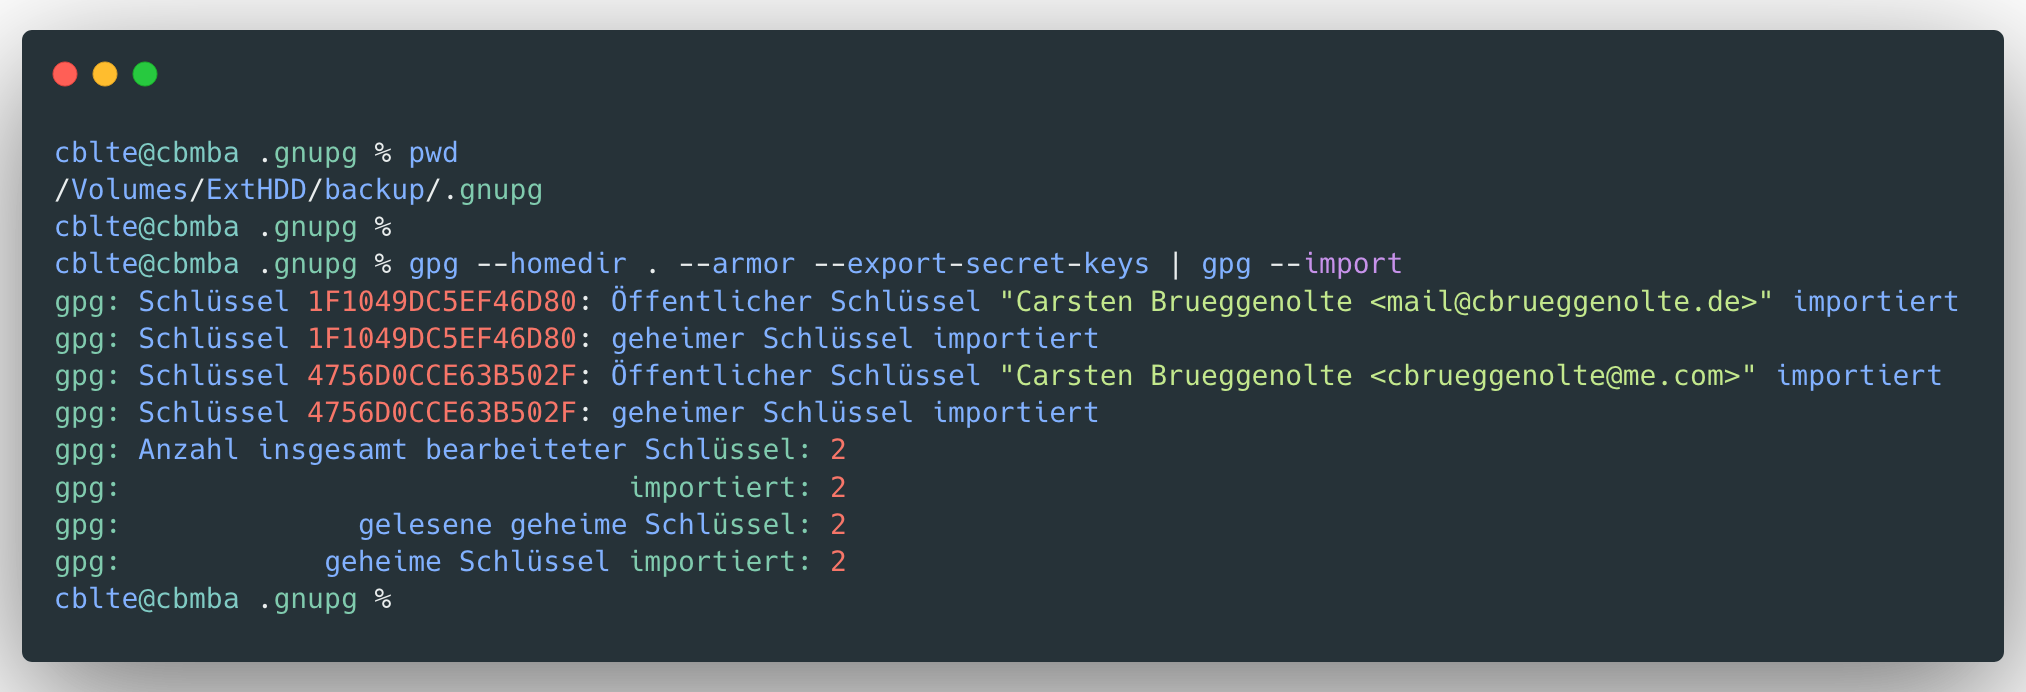 cblte@cbmba .gnupg % pwd
/Volumes/ExtHDD/backup/.gnupg
cblte@cbmba .gnupg %
cblte@cbmba .gnupg % gpg --homedir . --armor --export-secret-keys | gpg --import
gpg: Schlüssel 1F1049DC5EF46D80: Öffentlicher Schlüssel "Carsten Brueggenolte <mail@cbrueggenolte.de>" importiert
gpg: Schlüssel 1F1049DC5EF46D80: geheimer Schlüssel importiert
gpg: Schlüssel 4756D0CCE63B502F: Öffentlicher Schlüssel "Carsten Brueggenolte <cbrueggenolte@me.com>" importiert
gpg: Schlüssel 4756D0CCE63B502F: geheimer Schlüssel importiert
gpg: Anzahl insgesamt bearbeiteter Schlüssel: 2
gpg:                              importiert: 2
gpg:              gelesene geheime Schlüssel: 2
gpg:            geheime Schlüssel importiert: 2
cblte@cbmba .gnupg %